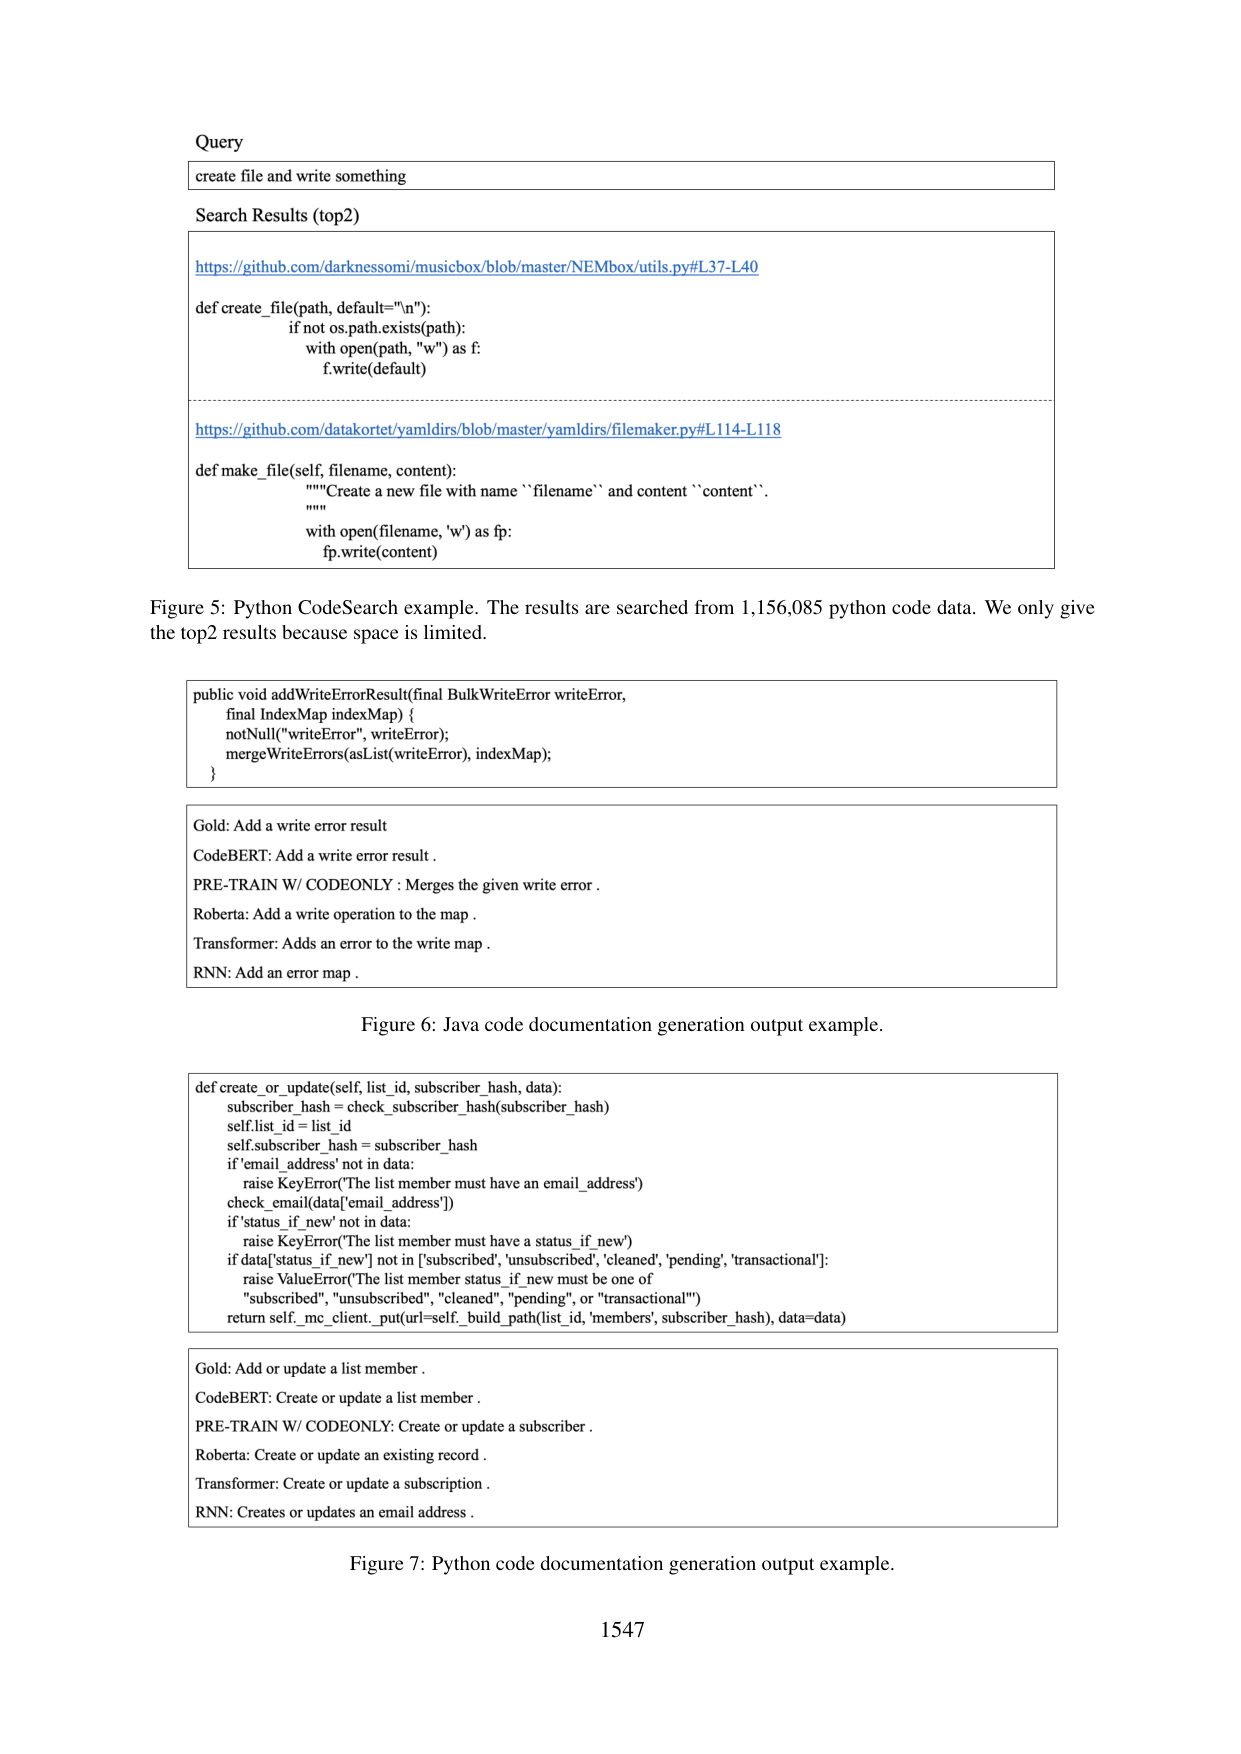 Query
create file and write something
Search Results (top2)
https://github.com/darknessomi/musicbox/blob/master/NEMbox/utils.py#L37-L40
def create_file(path, default="\n"):
if not os.path.exists(path):
with open(path, "w") as f:
f.write(default)
https://github.com/datakortet/yamldirs/blob/master/yamldirs/filemaker.py#L114-L118
def make_file(self, filename, content):
"""Create a new file with name ``filename`` and content ``content``.
"""
with open(filename, 'w') as fp:
fp.write(content)
Figure 5: Python CodeSearch example. The results are searched from 1,156,085 python code data. We only give
the top2 results because space is limited.
public void addWriteErrorResult(final BulkWriteError writeError,
final IndexMap indexMap) {
notNull("writeError", writeError);
mergeWriteErrors(asList(writeError), indexMap);
}
Gold: Add a write error result
CodeBERT: Add a write error result .
PRE-TRAIN W/ CODEONLY : Merges the given write error .
Roberta: Add a write operation to the map .
Transformer: Adds an error to the write map .
RNN: Add an error map .
Figure 6: Java code documentation generation output example.
def create_or_update(self, list_id, subscriber_hash, data):
subscriber_hash = check_subscriber_hash(subscriber_hash)
self.list_id = list_id
self.subscriber_hash = subscriber_hash
if 'email_address' not in data:
raise KeyError('The list member must have an email_address')
check_email(data['email_address'])
if 'status_if_new' not in data:
raise KeyError('The list member must have a status_if_new')
if data['status_if_new'] not in ['subscribed', 'unsubscribed', 'cleaned', 'pending', 'transactional']:
raise ValueError('The list member status_if_new must be one of
"subscribed", "unsubscribed", "cleaned", "pending", or "transactional"')
return self._mc_client._put(url=self._build_path(list_id, 'members', subscriber_hash), data=data)
Gold: Add or update a list member .
CodeBERT: Create or update a list member .
PRE-TRAIN W/ CODEONLY: Create or update a subscriber .
Roberta: Create or update an existing record .
Transformer: Create or update a subscription .
RNN: Creates or updates an email address .
Figure 7: Python code documentation generation output example.
1547